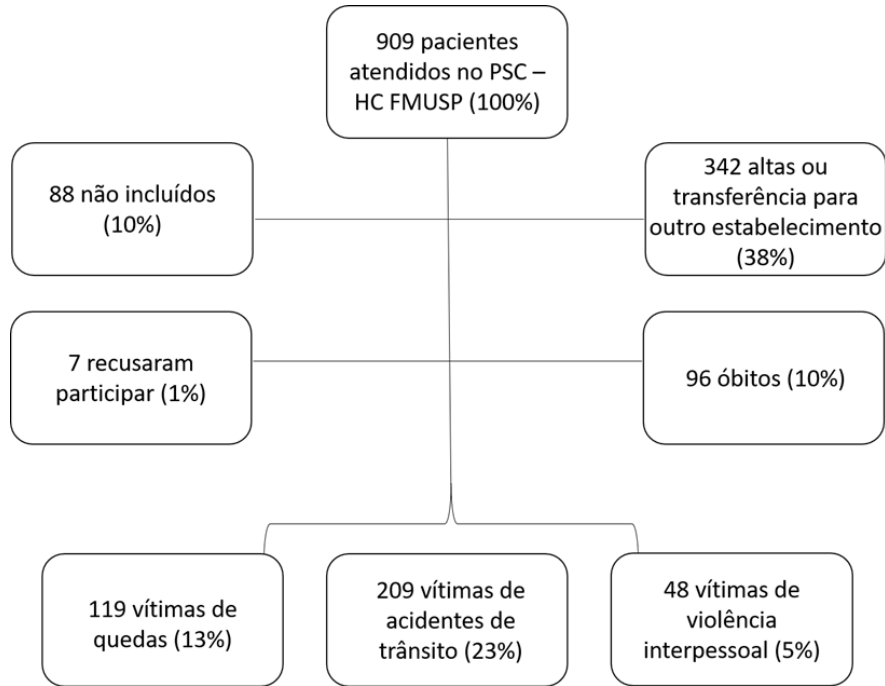 909 pacientes
atendidos no PSC –
HC FMUSP (100%)
88 não incluídos
(10%)
342 altas ou
transferência para
outro estabelecimento
(38%)
7 recusaram
participar (1%)
96 óbitos (10%)
119 vítimas de
quedas (13%)
209 vítimas de
acidentes de
trânsito (23%)
48 vítimas de
violência
interpessoal (5%)